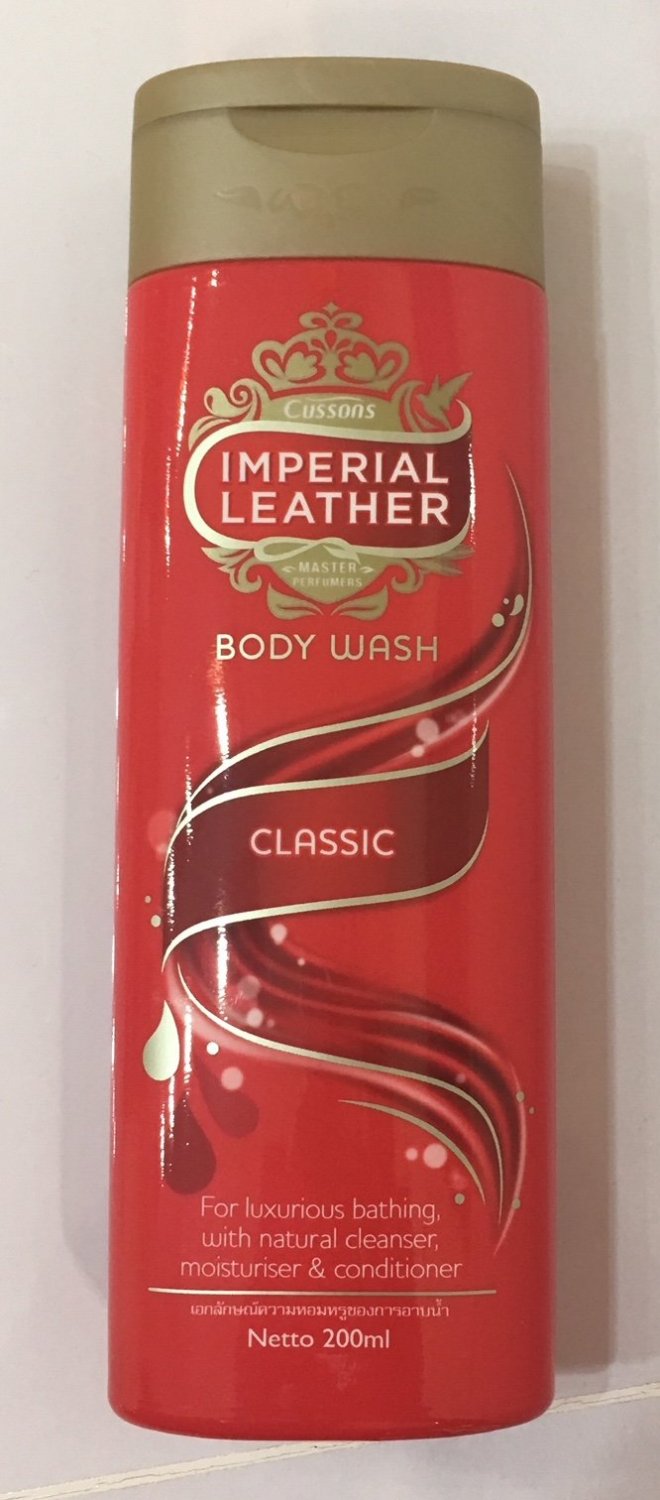 Cussons
IMPERIAL
LEATHER
MASTER
PERFUMERS
BODY WASH
CLASSIC
For luxurious bathing,
with natural cleanser,
moisturiser & conditioner
เอกลักษณ์ความหอมหรูของการอาบน้ำ
Netto 200ml